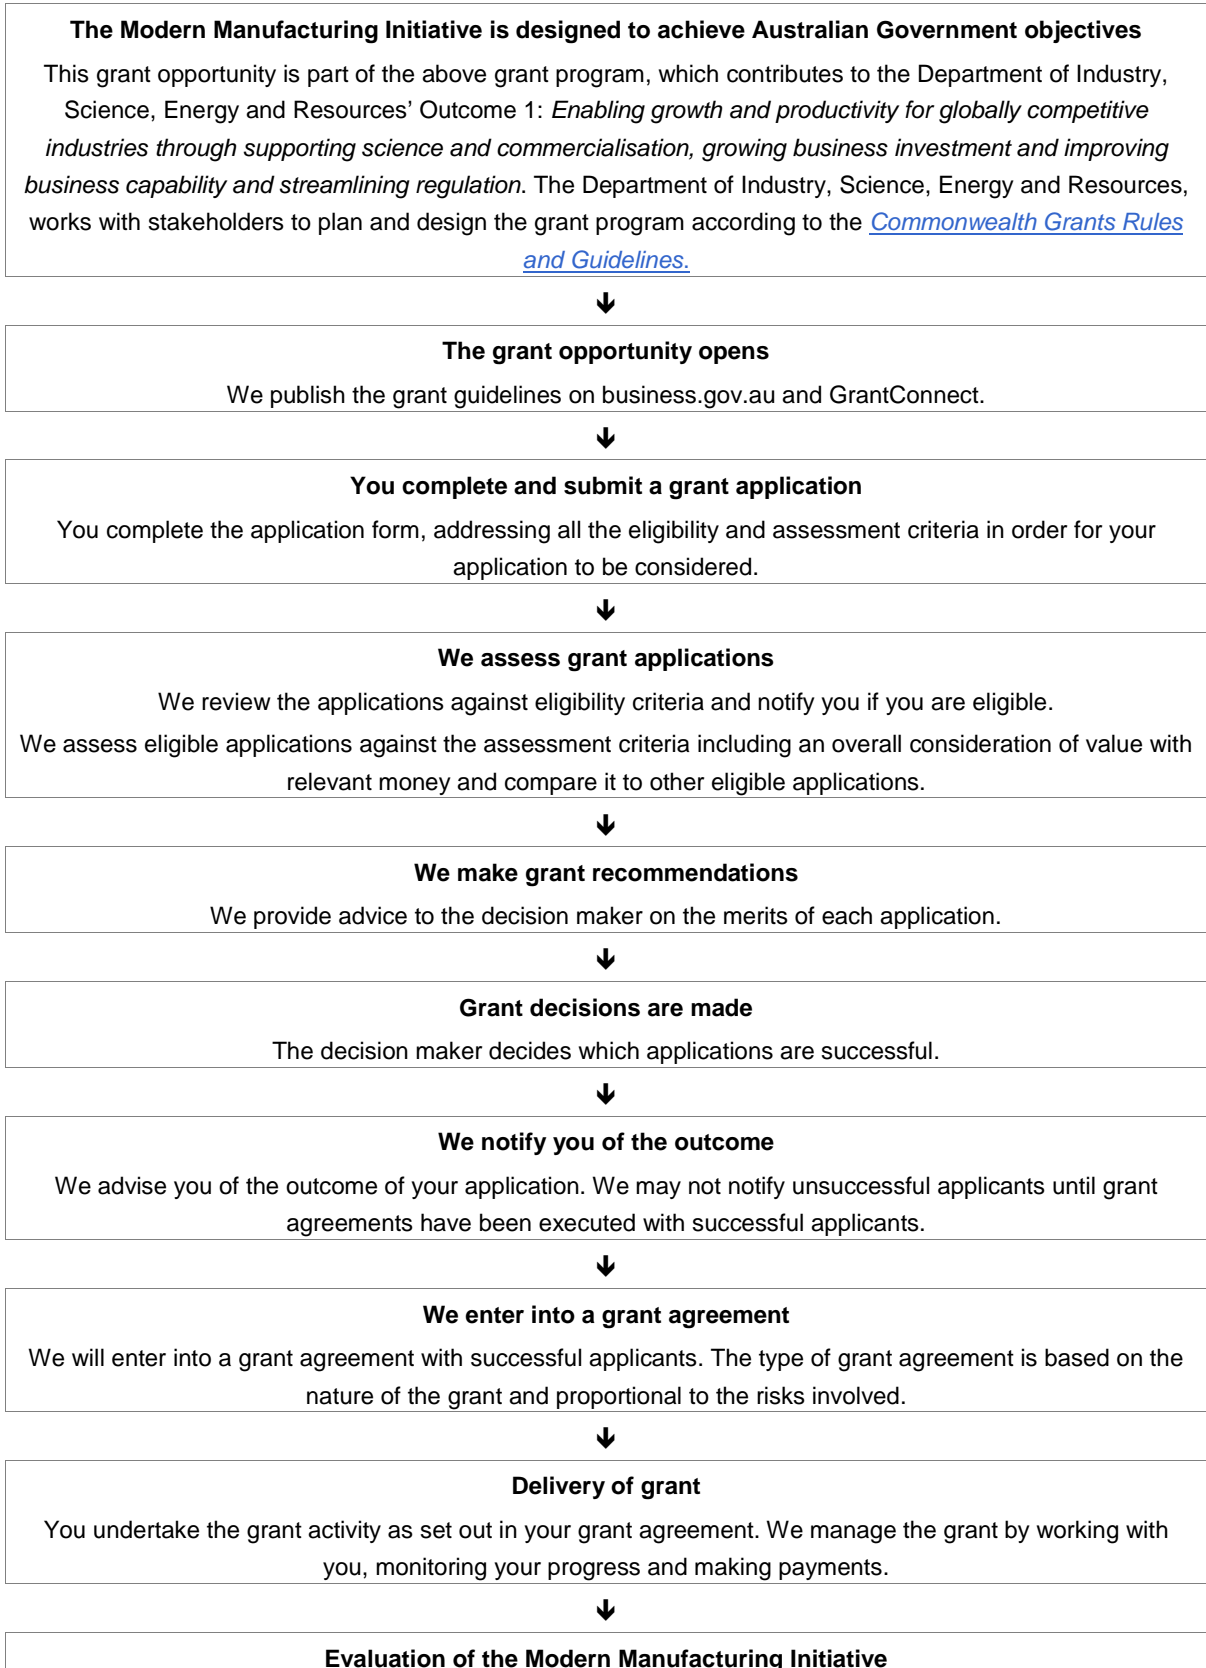 The Modern Manufacturing Initiative is designed to achieve Australian Government objectives
This grant opportunity is part of the above grant program, which contributes to the Department of Industry,
Science, Energy and Resources’ Outcome 1: Enabling growth and productivity for globally competitive
industries through supporting science and commercialisation, growing business investment and improving
business capability and streamlining regulation. The Department of Industry, Science, Energy and Resources,
works with stakeholders to plan and design the grant program according to the Commonwealth Grants Rules
and Guidelines.
The grant opportunity opens
We publish the grant guidelines on business.gov.au and GrantConnect.
You complete and submit a grant application
You complete the application form, addressing all the eligibility and assessment criteria in order for your
application to be considered.
We assess grant applications
We review the applications against eligibility criteria and notify you if you are eligible.
We assess eligible applications against the assessment criteria including an overall consideration of value with
relevant money and compare it to other eligible applications.
We make grant recommendations
We provide advice to the decision maker on the merits of each application.
Grant decisions are made
The decision maker decides which applications are successful.
We notify you of the outcome
We advise you of the outcome of your application. We may not notify unsuccessful applicants until grant
agreements have been executed with successful applicants.
We enter into a grant agreement
We will enter into a grant agreement with successful applicants. The type of grant agreement is based on the
nature of the grant and proportional to the risks involved.
Delivery of grant
You undertake the grant activity as set out in your grant agreement. We manage the grant by working with
you, monitoring your progress and making payments.
Evaluation of the Modern Manufacturing Initiative